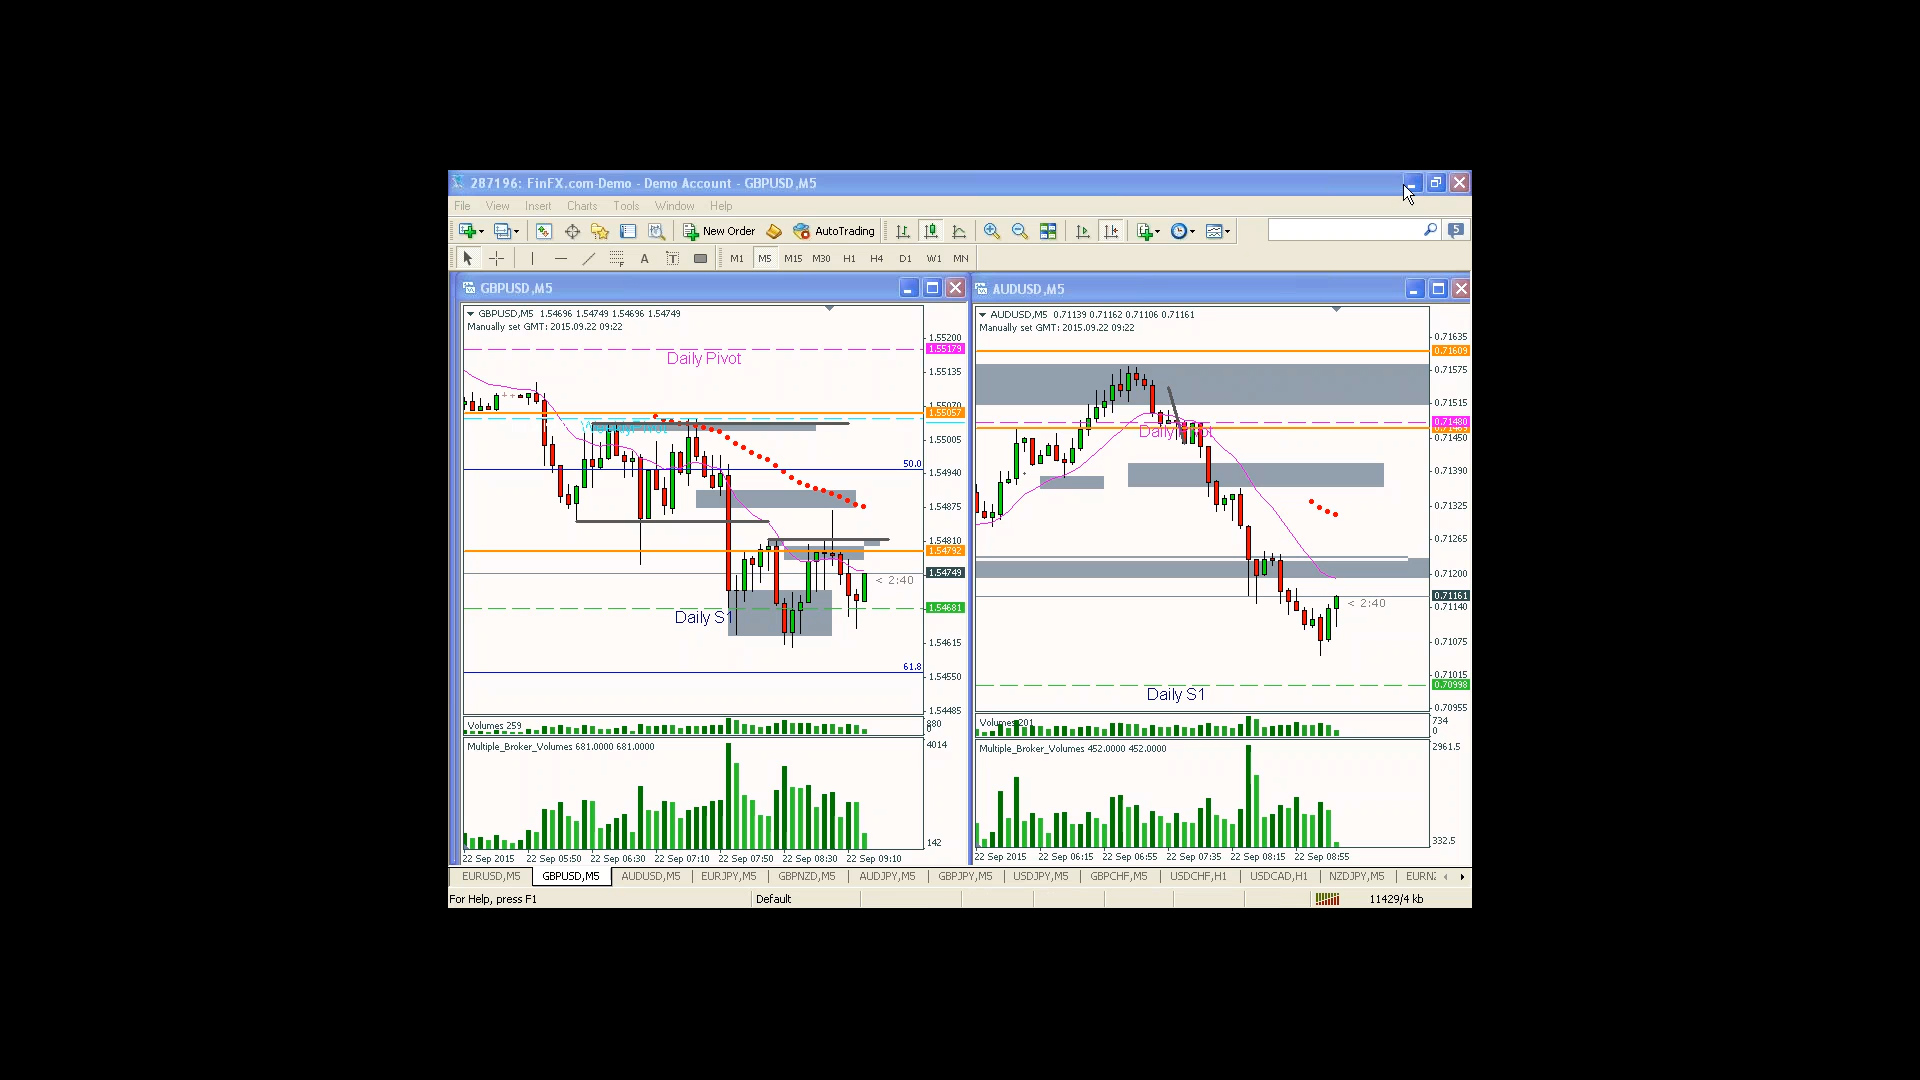 287196: FinFX.com-Demo - Demo Account - GBPUSD,M5
File View Insert Charts Tools Window Help
New Order AutoTrading 5
A T M1 M5 M15 M30 H1 H4 D1 W1 MN
GBPUSD,M5
GBPUSD,M5 1.54696 1.54749 1.54696 1.54749
Manually set GMT: 2015.09.22 09:22
Daily Pivot
50.0
< 2:40
Daily S1
61.8
1.55200
1.55179
1.55135
1.55070
1.55057
1.55005
1.54940
1.54875
1.54810
1.54792
1.54749
1.54681
1.54615
1.54550
1.54485
Volumes 259
880
0
Multiple_Broker_Volumes 681.0000 681.0000
4014
142
22 Sep 2015 22 Sep 05:50 22 Sep 06:30 22 Sep 07:10 22 Sep 07:50 22 Sep 08:30 22 Sep 09:10
AUDUSD,M5
AUDUSD,M5 0.71139 0.71162 0.71106 0.71161
Manually set GMT: 2015.09.22 09:22
Daily Pivot
< 2:40
Daily S1
0.71635
0.71609
0.71575
0.71515
0.71480
0.71450
0.71390
0.71325
0.71265
0.71200
0.71161
0.71140
0.71075
0.71015
0.70998
0.70955
Volumes 201
734
0
Multiple_Broker_Volumes 452.0000 452.0000
2961.5
332.5
22 Sep 2015 22 Sep 06:15 22 Sep 06:55 22 Sep 07:35 22 Sep 08:15 22 Sep 08:55
EURUSD,M5 GBPUSD,M5 AUDUSD,M5 EURJPY,M5 GBPNZD,M5 AUDJPY,M5 GBPJPY,M5 USDJPY,M5 GBPCHF,M5 USDCHF,H1 USDCAD,H1 NZDJPY,M5
For Help, press F1 Default 11429/4 kb